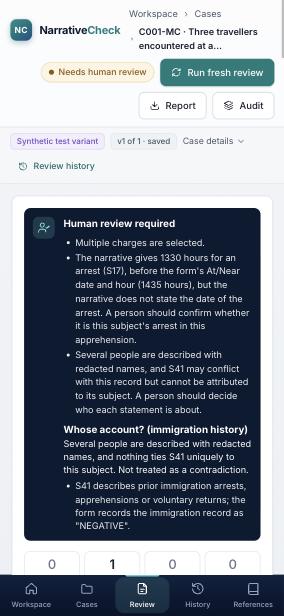 Workspace › Cases
NC NarrativeCheck › C001-MC · Three travellers
encountered at a...
Needs human review
Run fresh review
Report
Audit
Synthetic test variant
v1 of 1 · saved
Case details
Review history
Human review required
• Multiple charges are selected.
• The narrative gives 1330 hours for an
arrest (S17), before the form's At/Near
date and hour (1435 hours), but the
narrative does not state the date of the
arrest. A person should confirm whether
it is this subject's arrest in this
apprehension.
• Several people are described with
redacted names, and S41 may conflict
with this record but cannot be attributed
to its subject. A person should decide
who each statement is about.
Whose account? (immigration history)
Several people are described with redacted
names, and nothing ties S41 uniquely to
this subject. Not treated as a contradiction.
• S41 describes prior immigration arrests,
apprehensions or voluntary returns; the
form records the immigration record as
"NEGATIVE".
0 1 0 0
Workspace Cases Review History References